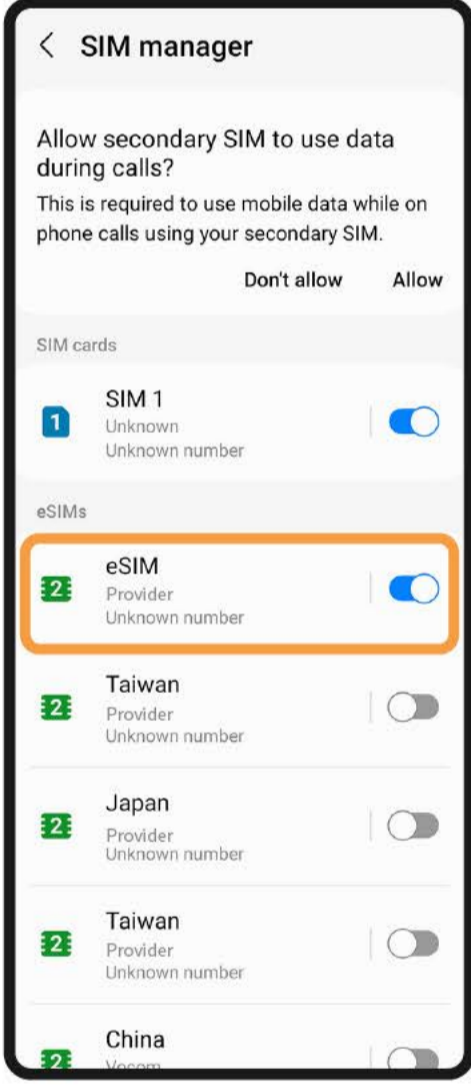 SIM manager
Allow secondary SIM to use data
during calls?
This is required to use mobile data while on
phone calls using your secondary SIM.
Don't allow Allow
SIM cards
1
SIM 1
Unknown
Unknown number
eSIMs
2
eSIM
Provider
Unknown number
2
Taiwan
Provider
Unknown number
2
Japan
Provider
Unknown number
2
Taiwan
Provider
Unknown number
2
China